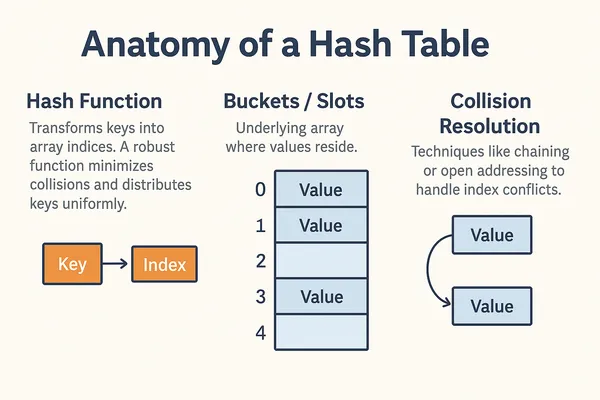 Anatomy of a Hash Table
Hash Function
Transforms keys into
array indices. A robust
function minimizes
collisions and distributes
keys uniformly.
Key
Index
Buckets / Slots
Underlying array
where values reside.
0 Value
1 Value
2
3 Value
4
Collision
Resolution
Techniques like chaining
or open addressing to
handle index conflicts.
Value
Value